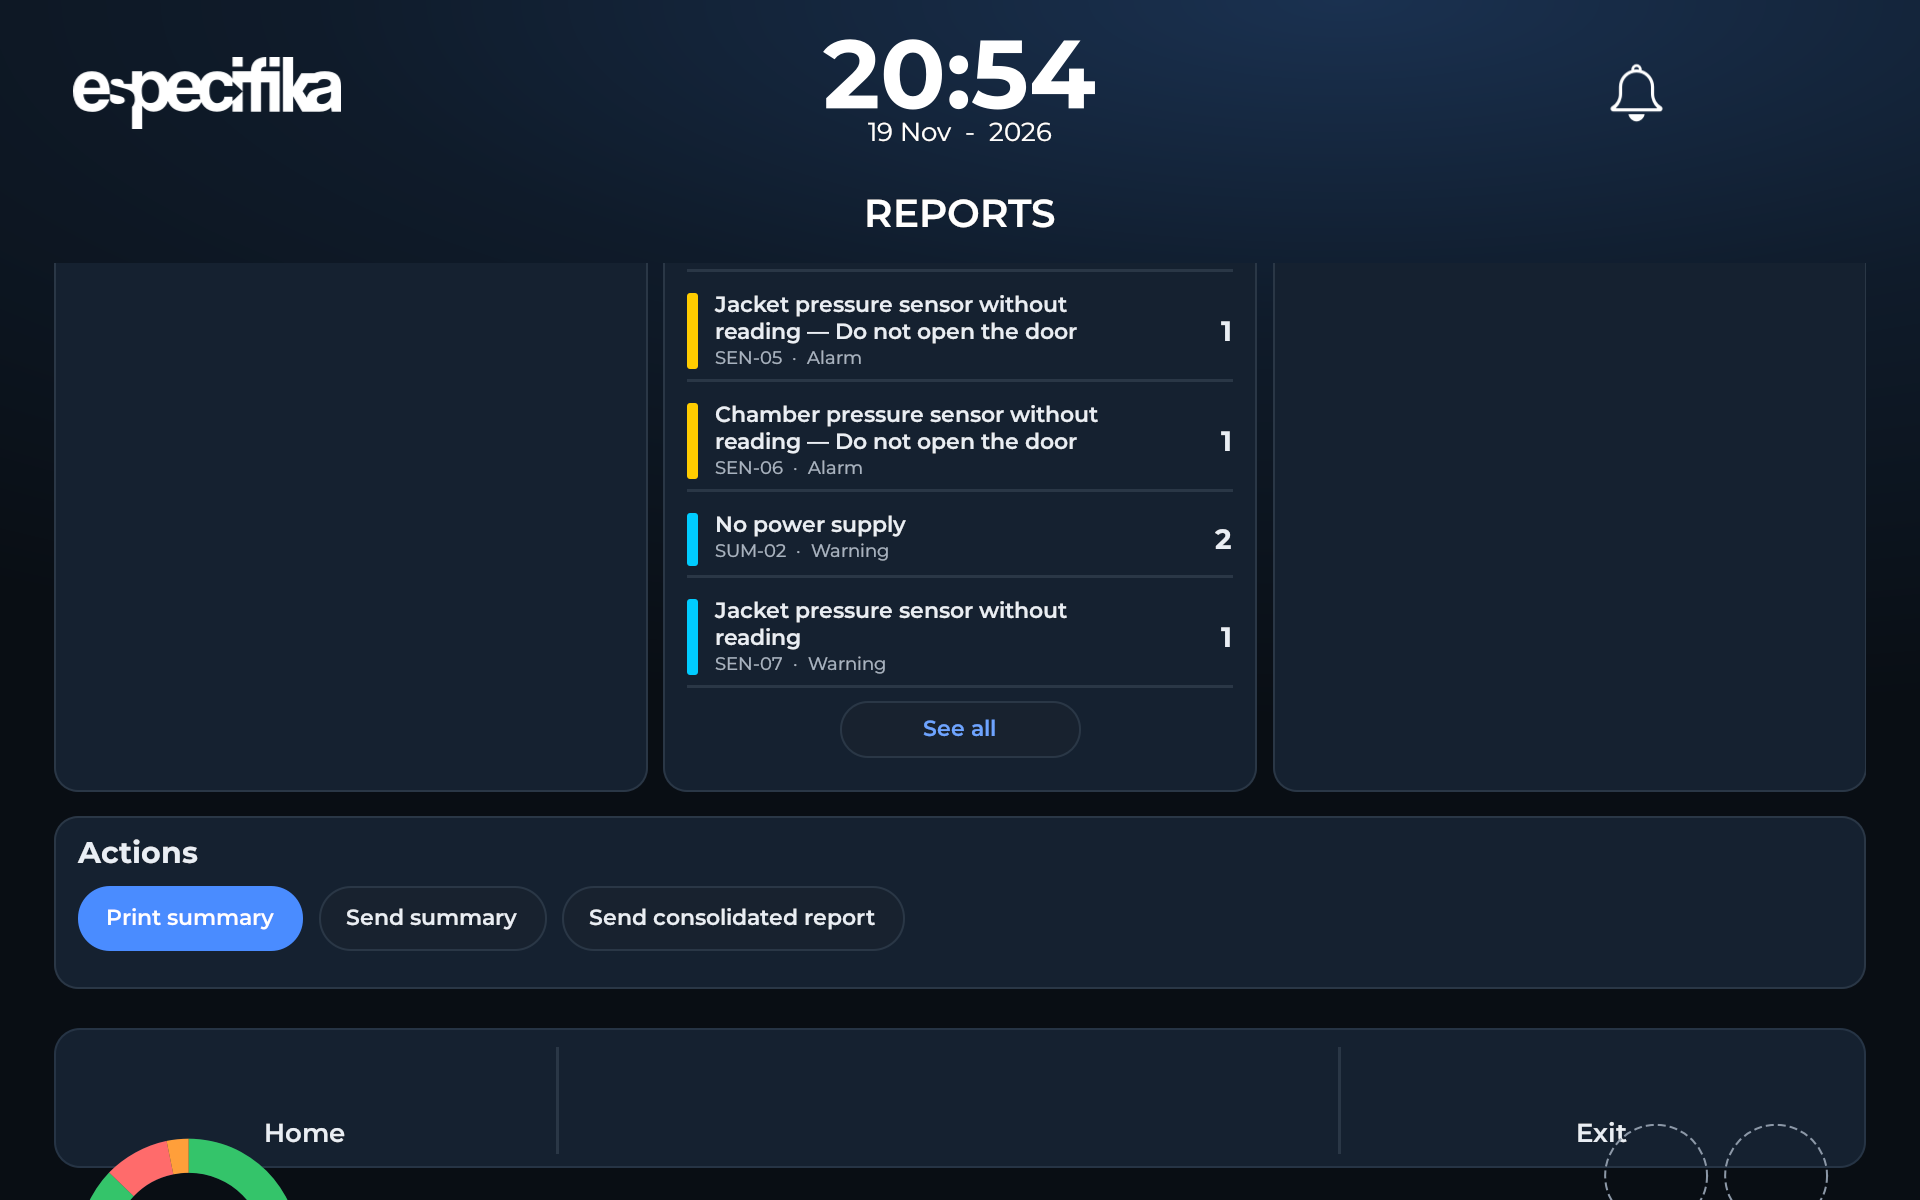 especifika
20:54
19 Nov - 2026
REPORTS
Jacket pressure sensor without
reading — Do not open the door
1
SEN-05 · Alarm
Chamber pressure sensor without
reading — Do not open the door
1
SEN-06 · Alarm
No power supply
2
SUM-02 · Warning
Jacket pressure sensor without
reading
1
SEN-07 · Warning
See all
Actions
Print summary
Send summary
Send consolidated report
Home
Exit